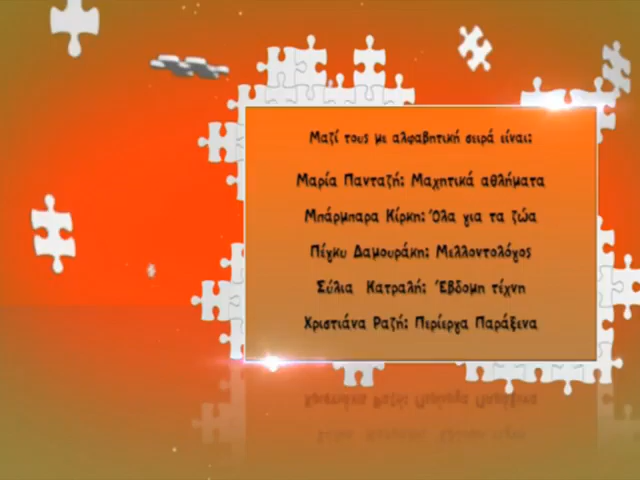 Μαζί τους με αλφαβητική σειρά είναι:
Μαρία Πανταζή: Μαχητικά αθλήματα
Μπάρμπαρα Κίρκη: Όλα για τα ζώα
Πέγκυ Δαμουράκη: Μελλοντολόγος
Σύλια Κατραλή: Έβδομη τέχνη
Χριστιάνα Ραζή: Περίεργα Παράξενα